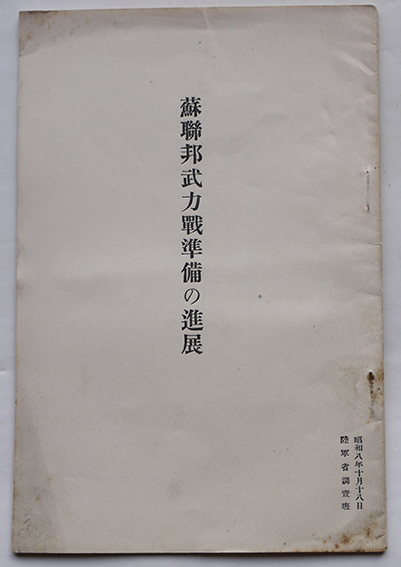 蘇聯邦武力戰準備の進展
昭和八年十月十八日
陸軍省調査班